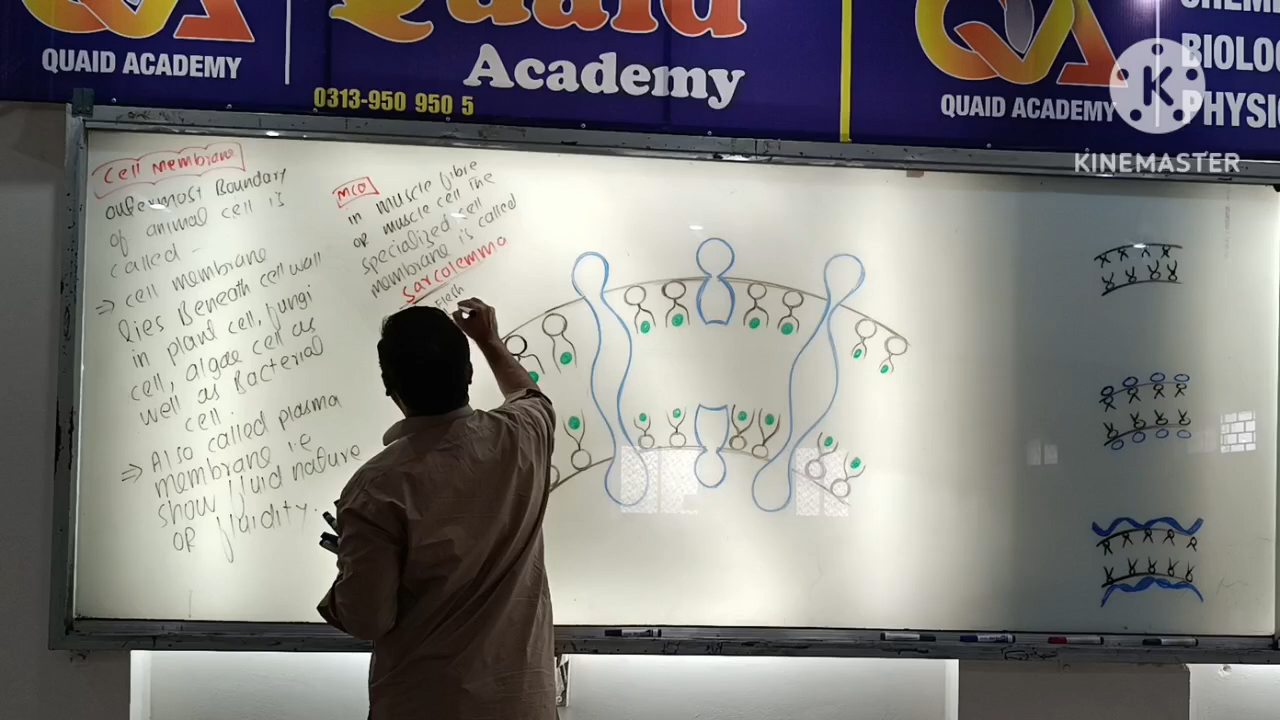 QUAID ACADEMY
Quaid
Academy
0313-950 950 5
QUAID ACADEMY
BIOLO
PHYSI
KINEMASTER
Cell Membrane
outermost Boundary
of animal cell is
called -
⇒ cell membrane
lies Beneath cell wall
in plant cell, fungi
cell, algae cell as
well as Bacterial
cell.
⇒ Also called plasma
membrane i.e
show fluid nature
OR fluidity.
MCQ
in muscle fibre
or muscle cell the
specialized cell
membrane is called
sarcolemma
Flesh